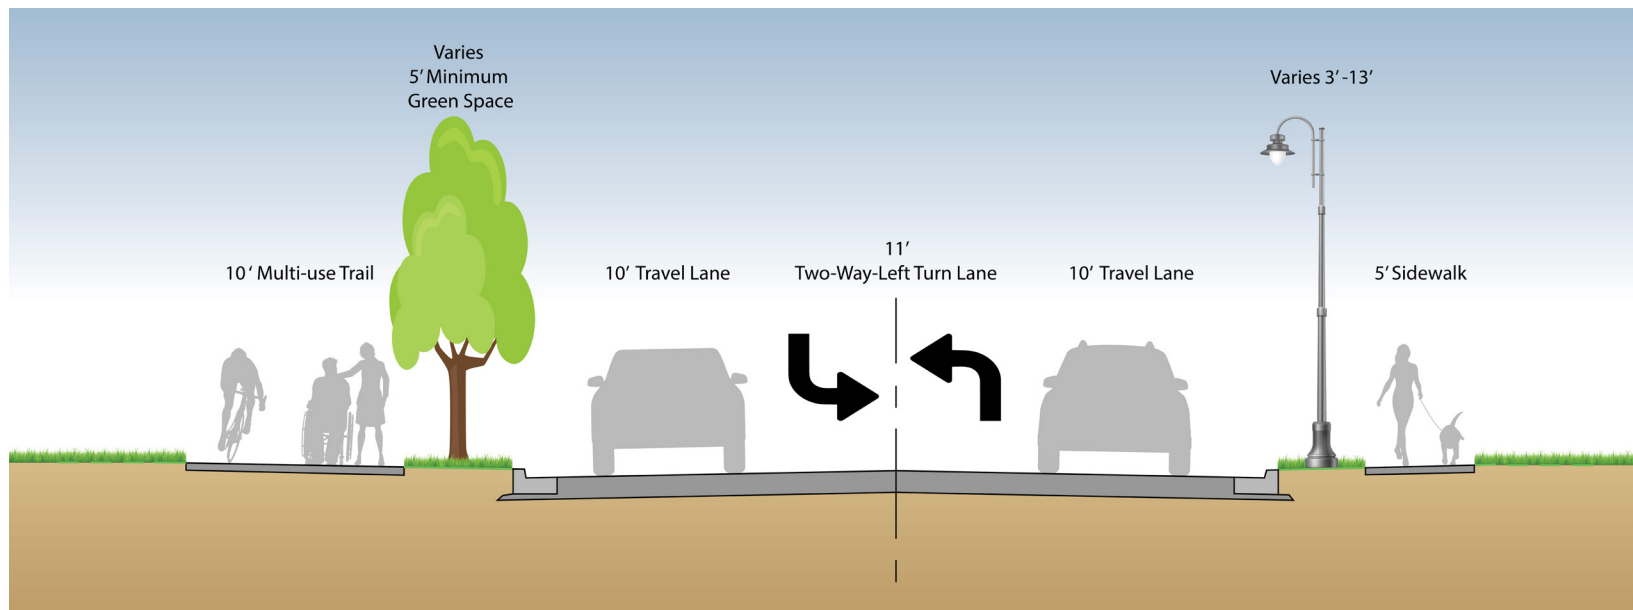 Varies
5' Minimum
Green Space
Varies 3'-13'
10' Multi-use Trail
10' Travel Lane
11'
Two-Way-Left Turn Lane
10' Travel Lane
5' Sidewalk